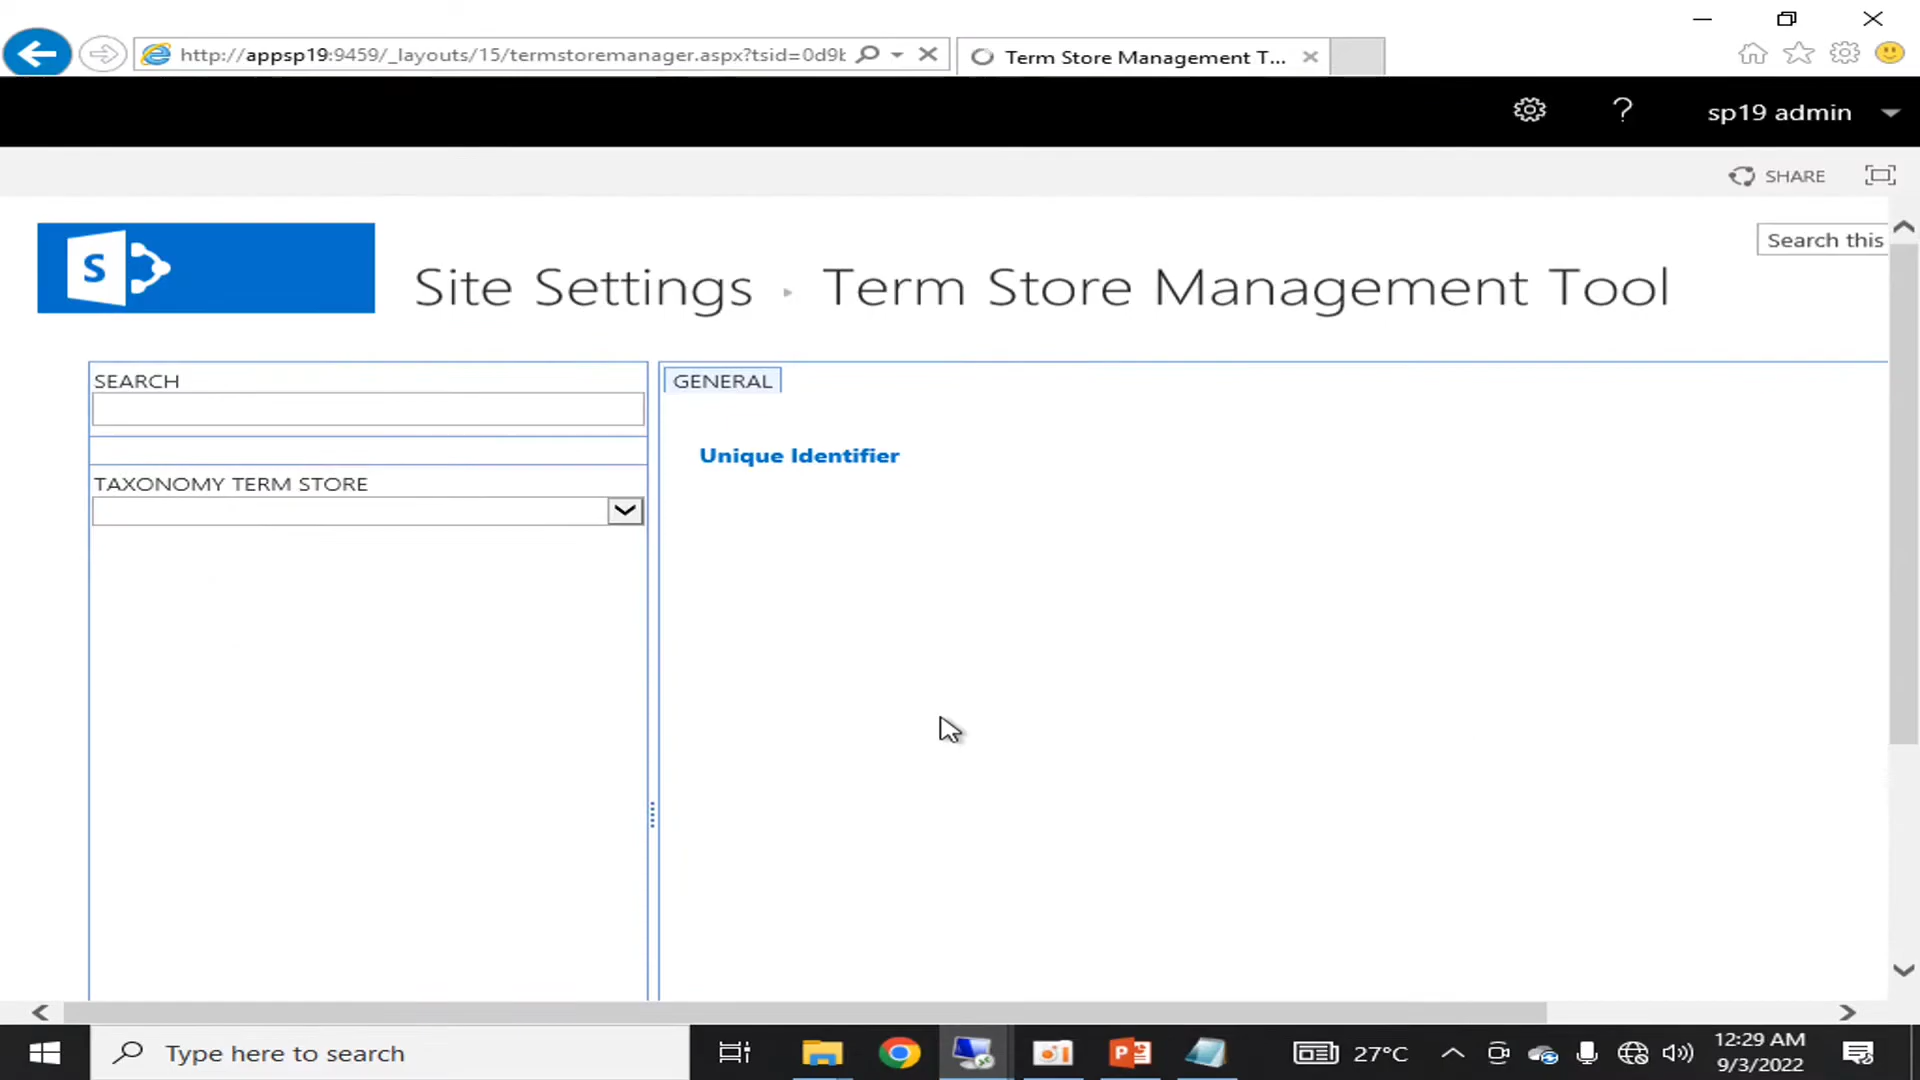 http://appsp19:9459/_layouts/15/termstoremanager.aspx?tsid=0d9b
Term Store Management T...
sp19 admin
SHARE
S
Site Settings
Term Store Management Tool
Search this
SEARCH
GENERAL
Unique Identifier
TAXONOMY TERM STORE
Type here to search
27°C
12:29 AM
9/3/2022